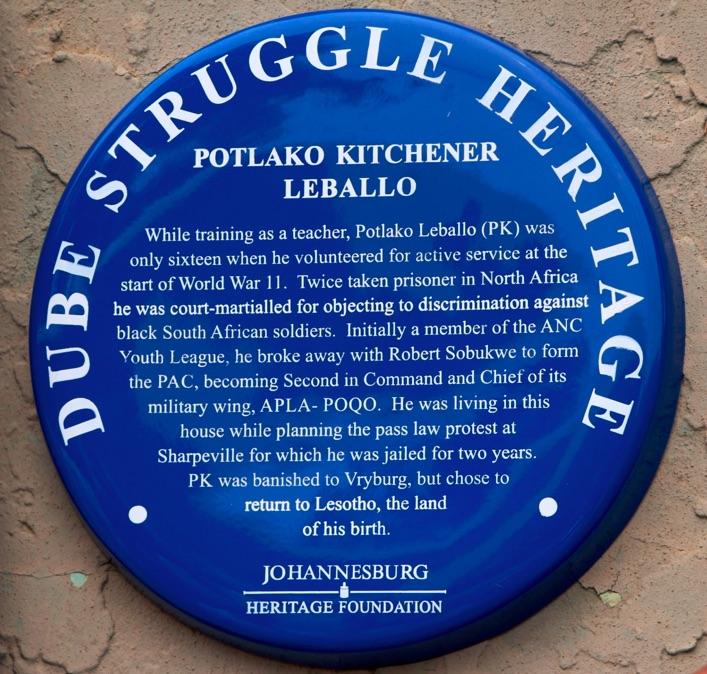 DUBE STRUGGLE HERITAGE
POTLAKO KITCHENER
LEBALLO
While training as a teacher, Potlako Leballo (PK) was
only sixteen when he volunteered for active service at the
start of World War 11. Twice taken prisoner in North Africa
he was court-martialled for objecting to discrimination against
black South African soldiers. Initially a member of the ANC
Youth League, he broke away with Robert Sobukwe to form
the PAC, becoming Second in Command and Chief of its
military wing, APLA- POQO. He was living in this
house while planning the pass law protest at
Sharpeville for which he was jailed for two years.
PK was banished to Vryburg, but chose to
return to Lesotho, the land
of his birth.
JOHANNESBURG
HERITAGE FOUNDATION